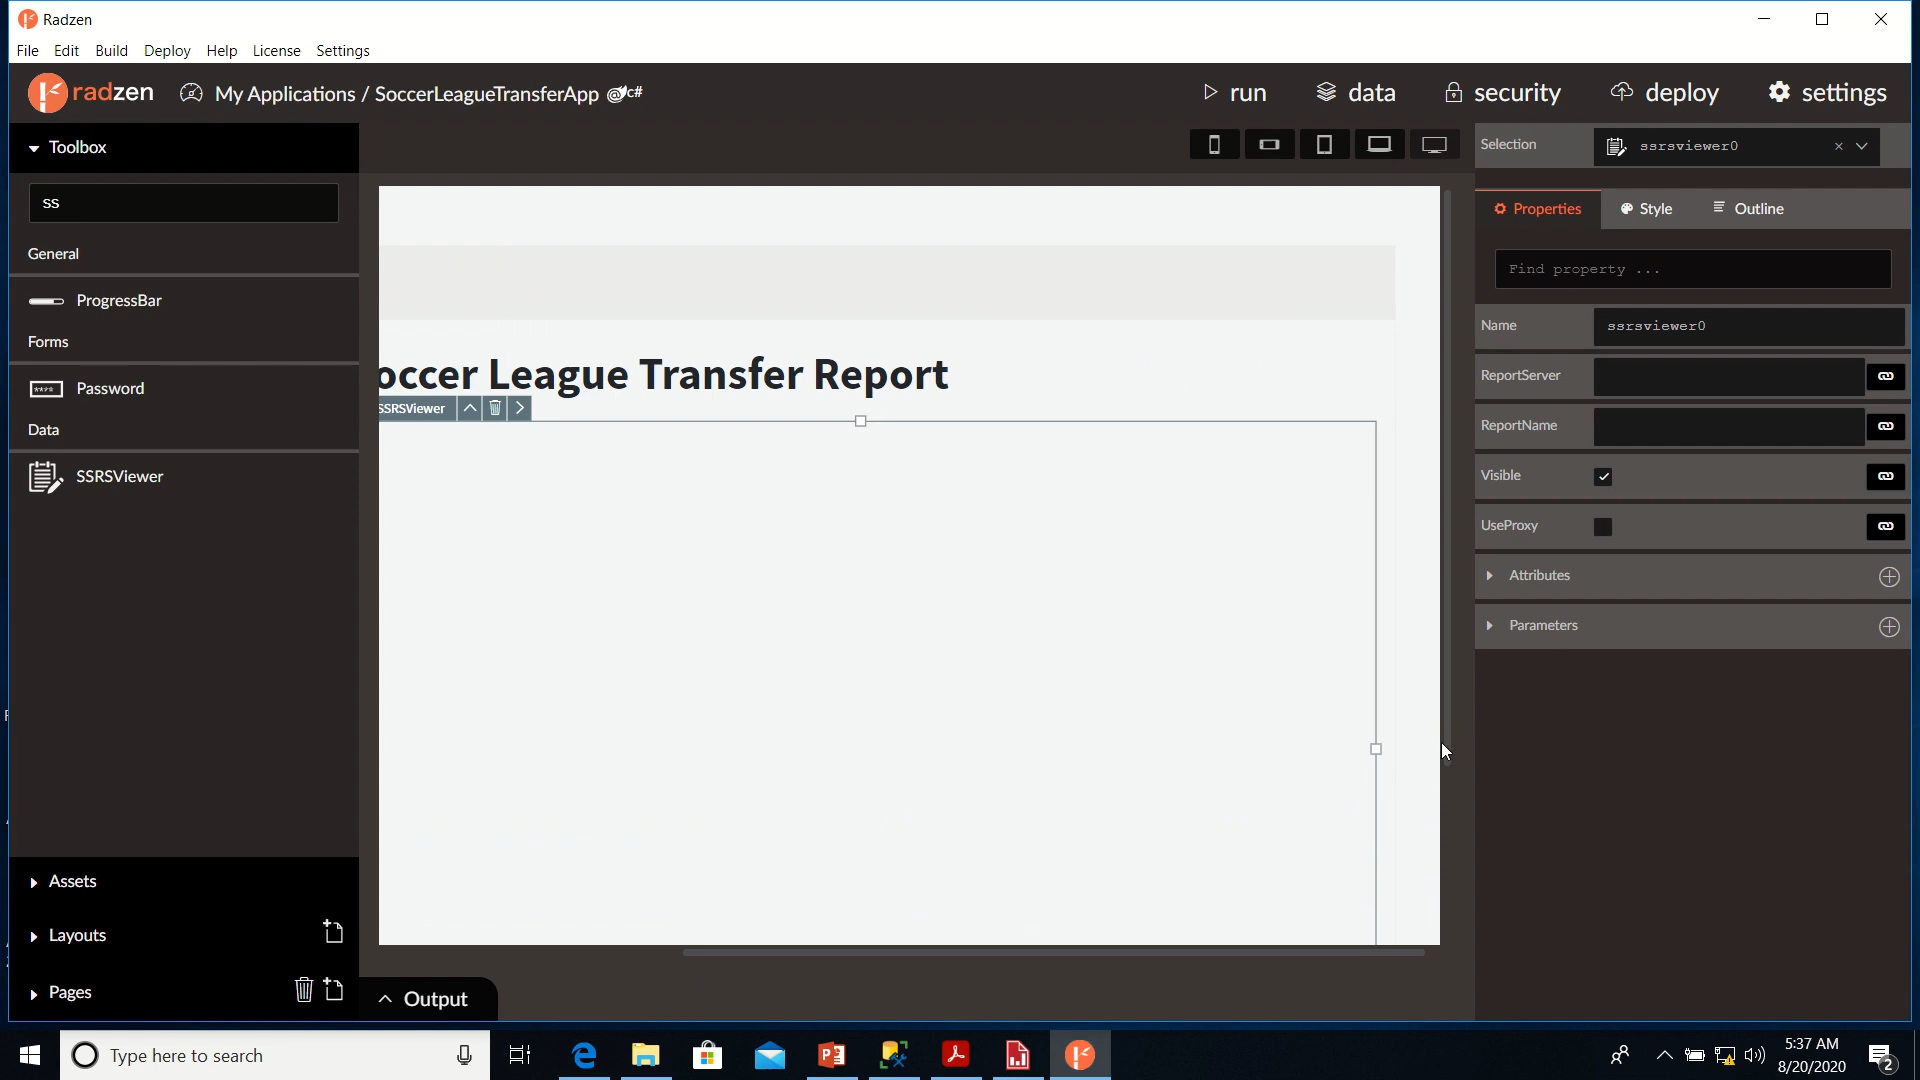 Radzen
File Edit Build Deploy Help License Settings
radzen My Applications / SoccerLeagueTransferApp C# run data security deploy settings
Toolbox
Selection ssrsviewer0
ss
Properties Style Outline
General
Find property ...
ProgressBar
Name ssrsviewer0
Forms
ReportServer
occer League Transfer Report
Password
SSRSViewer
ReportName
Data
SSRSViewer
Visible
UseProxy
Attributes
Parameters
Assets
Layouts
Pages
Output
Type here to search
5:37 AM
8/20/2020
2